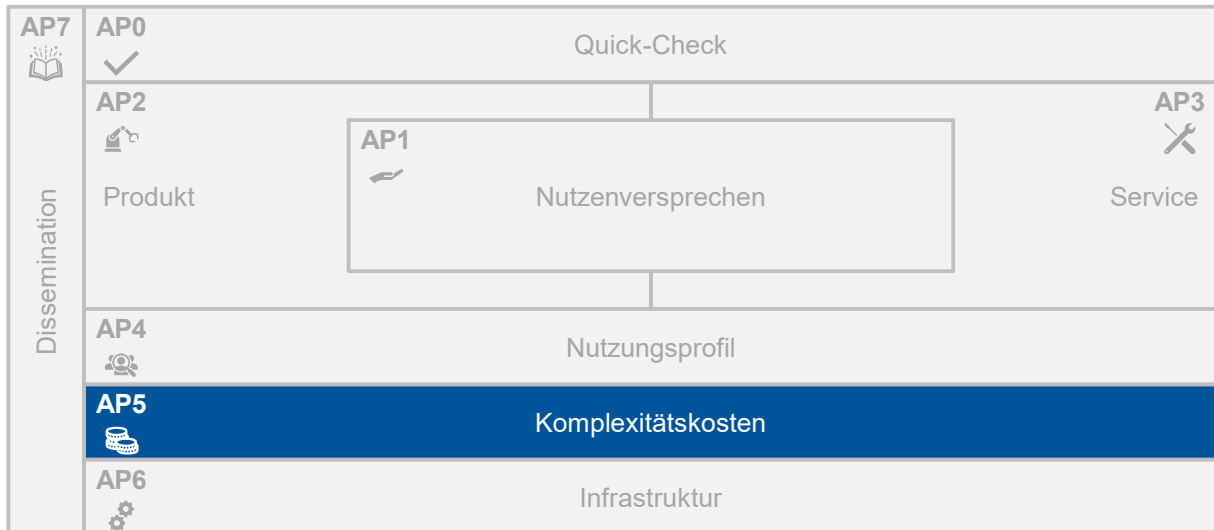 AP7
Dissemination
AP0
Quick-Check
AP2
Produkt
AP1
Nutzenversprechen
AP3
Service
AP4
Nutzungsprofil
AP5
Komplexitätskosten
AP6
Infrastruktur